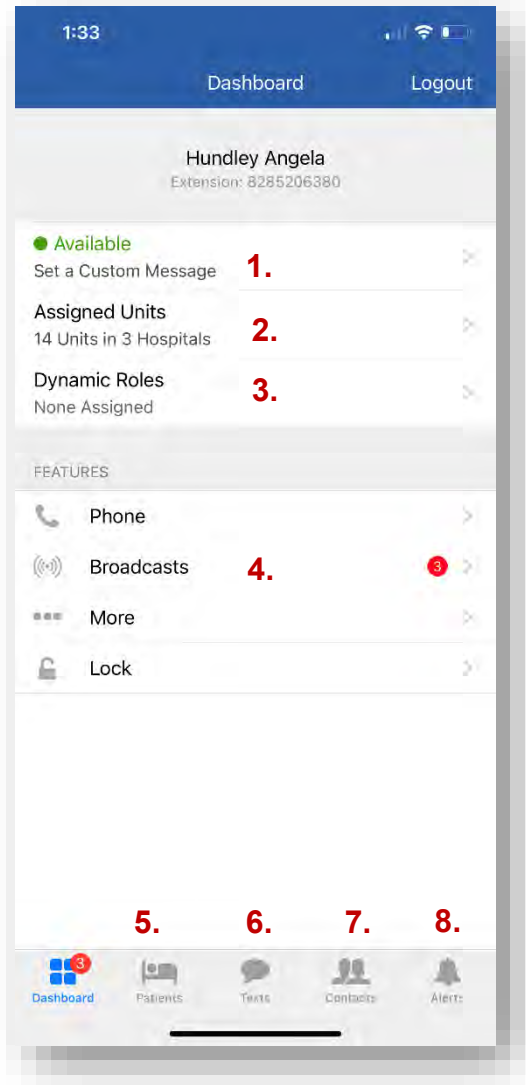 1:33
Dashboard Logout
Hundley Angela
Extension: 8285206380
Available
Set a Custom Message 1.
Assigned Units
14 Units in 3 Hospitals 2.
Dynamic Roles
None Assigned 3.
FEATURES
Phone
Broadcasts 4. 3
More
Lock
5. 6. 7. 8.
3
Dashboard Patients Texts Contacts Alerts